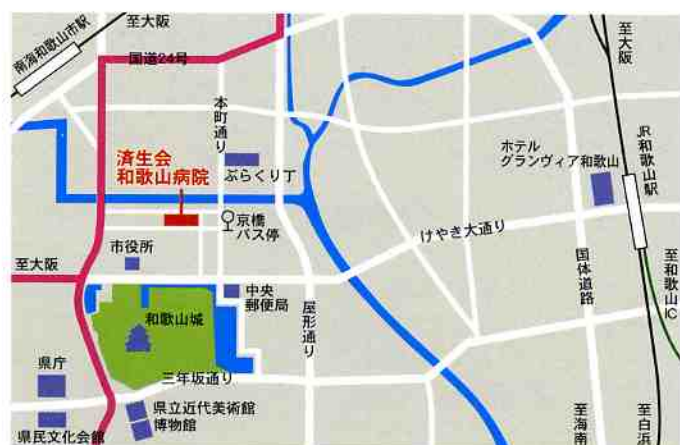 南海和歌山市駅
至大阪
国道24号
至大阪
本町通り
JR和歌山駅
ホテル
グランヴィア和歌山
済生会
和歌山病院
ぶらくり丁
京橋
バス停
けやき大通り
市役所
至大阪
中央
郵便局
屋形通り
国体道路
至和歌山IC
和歌山城
県庁
三年坂通り
県立近代美術館
博物館
県民文化会館
至海南
至白浜